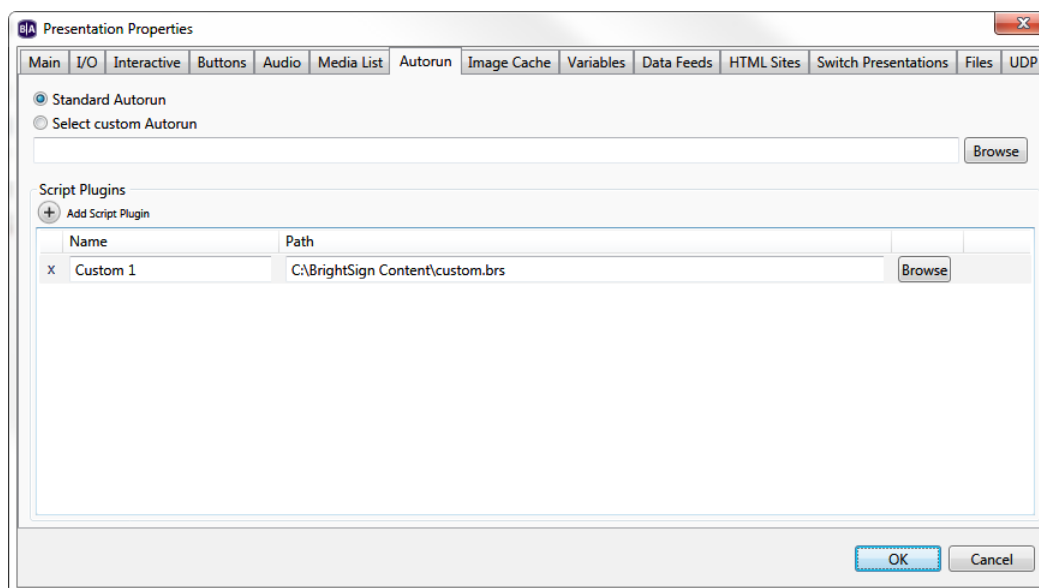 B|A Presentation Properties X
Main I/O Interactive Buttons Audio Media List Autorun Image Cache Variables Data Feeds HTML Sites Switch Presentations Files UDP
Standard Autorun
Select custom Autorun
Browse
Script Plugins
+ Add Script Plugin
Name Path
x Custom 1 C:\BrightSign Content\custom.brs Browse
OK Cancel